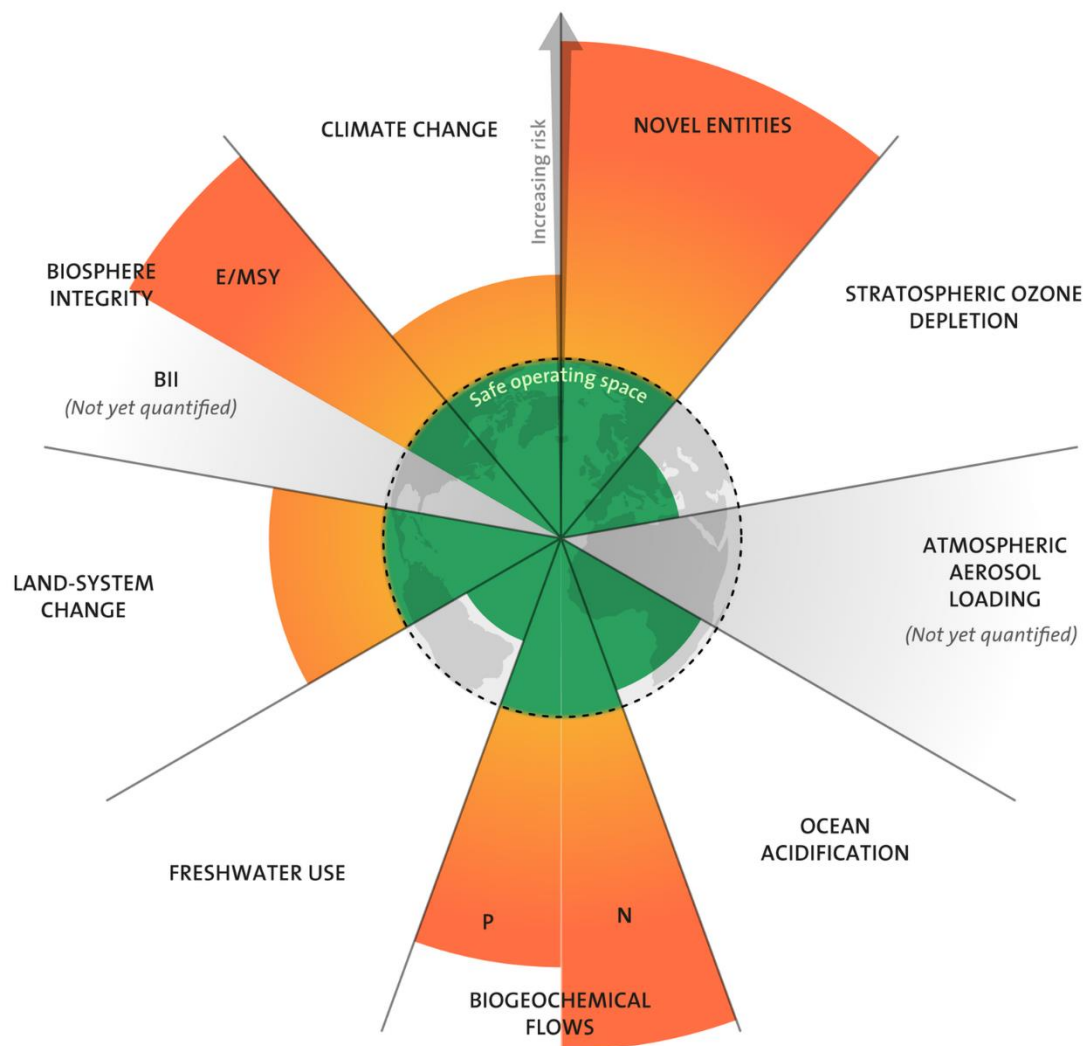 CLIMATE CHANGE
Increasing risk
NOVEL ENTITIES
BIOSPHERE
INTEGRITY
E/MSY
STRATOSPHERIC OZONE
DEPLETION
BII
(Not yet quantified)
Safe operating space
LAND-SYSTEM
CHANGE
ATMOSPHERIC
AEROSOL
LOADING
(Not yet quantified)
FRESHWATER USE
OCEAN
ACIDIFICATION
P
N
BIOGEOCHEMICAL
FLOWS